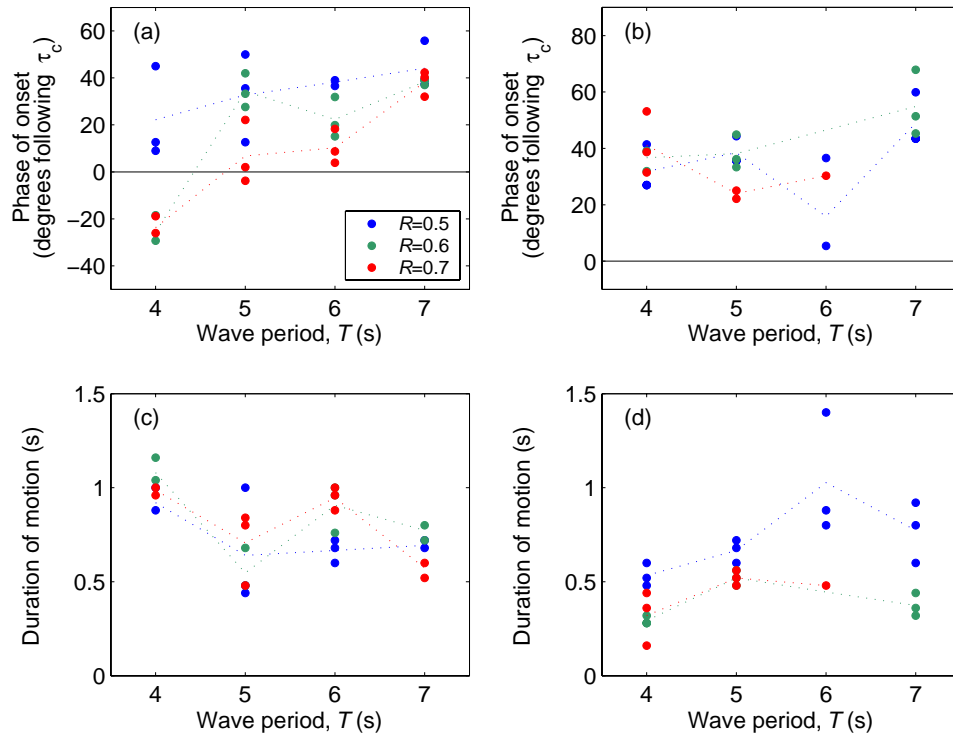 (a)
Phase of onset
(degrees following τc)
60
40
20
0
−20
−40
4 5 6 7
Wave period, T (s)
R=0.5
R=0.6
R=0.7
(b)
Phase of onset
(degrees following τc)
80
60
40
20
0
4 5 6 7
Wave period, T (s)
(c)
Duration of motion (s)
1.5
1
0.5
0
4 5 6 7
Wave period, T (s)
(d)
Duration of motion (s)
1.5
1
0.5
0
4 5 6 7
Wave period, T (s)